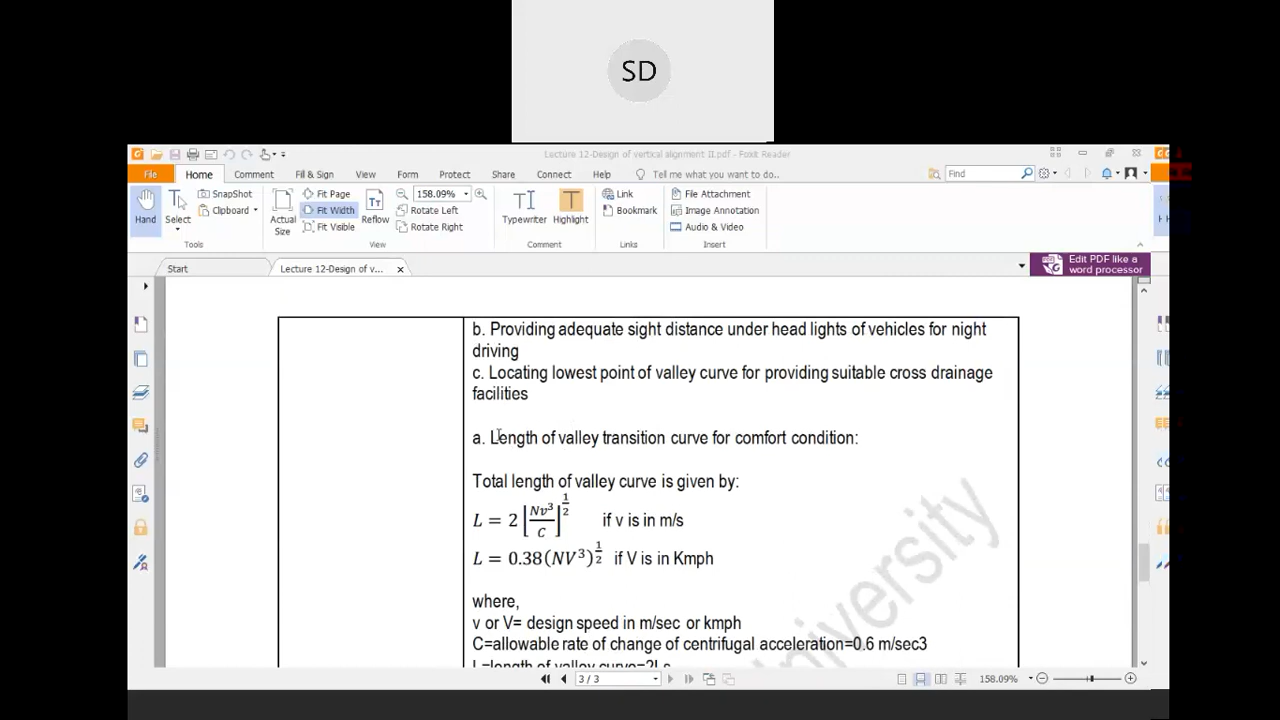 SD
Lecture 12-Design of vertical alignment II.pdf - Foxit Reader
File Home Comment Fill & Sign View Form Protect Share Connect Help Tell me what you want to do.. Find
Hand
Select
SnapShot
Clipboard
Tools
Actual Size
Fit Page
Fit Width
Fit Visible
Reflow
158.09%
Rotate Left
Rotate Right
View
Typewriter
Highlight
Comment
Link
Bookmark
Links
File Attachment
Image Annotation
Audio & Video
Insert
Start
Lecture 12-Design of v...
Edit PDF like a
word processor
b. Providing adequate sight distance under head lights of vehicles for night
driving
c. Locating lowest point of valley curve for providing suitable cross drainage
facilities
a. Length of valley transition curve for comfort condition:
Total length of valley curve is given by:
L = 2 [Nv³/C]^(1/2) if v is in m/s
L = 0.38(NV³)^(1/2) if V is in Kmph
where,
v or V= design speed in m/sec or kmph
C=allowable rate of change of centrifugal acceleration=0.6 m/sec3
L=length of valley curve=2Ls
University
3 / 3
158.09%